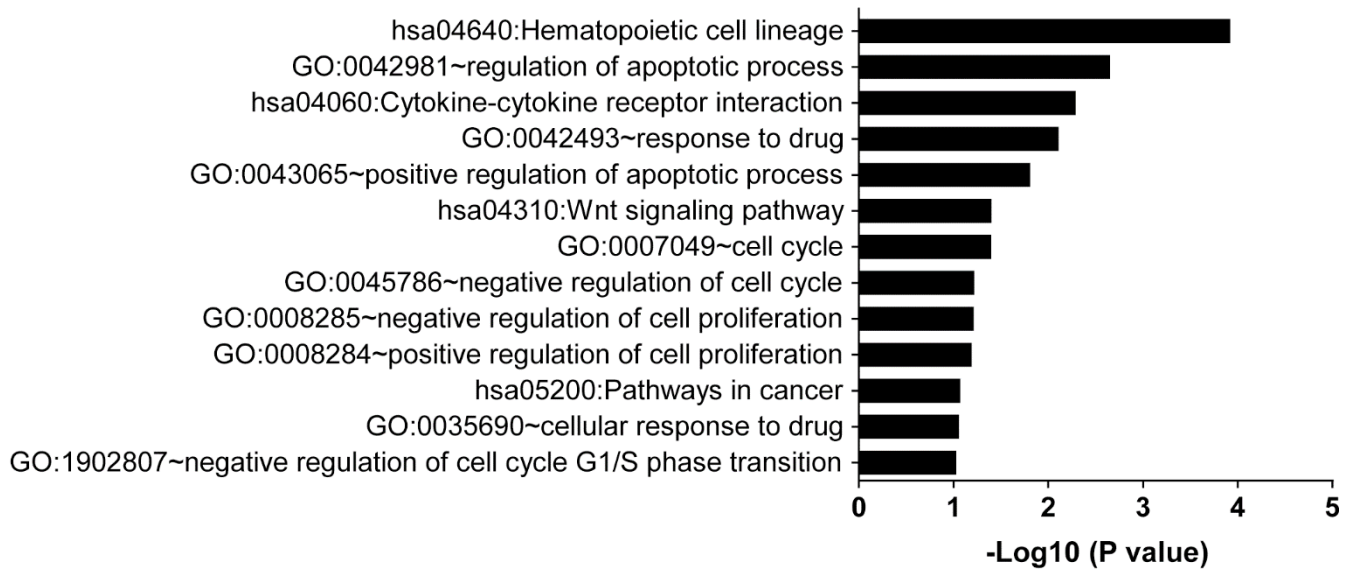 hsa04640:Hematopoietic cell lineage
GO:0042981~regulation of apoptotic process
hsa04060:Cytokine-cytokine receptor interaction
GO:0042493~response to drug
GO:0043065~positive regulation of apoptotic process
hsa04310:Wnt signaling pathway
GO:0007049~cell cycle
GO:0045786~negative regulation of cell cycle
GO:0008285~negative regulation of cell proliferation
GO:0008284~positive regulation of cell proliferation
hsa05200:Pathways in cancer
GO:0035690~cellular response to drug
GO:1902807~negative regulation of cell cycle G1/S phase transition
0 1 2 3 4 5
-Log10 (P value)